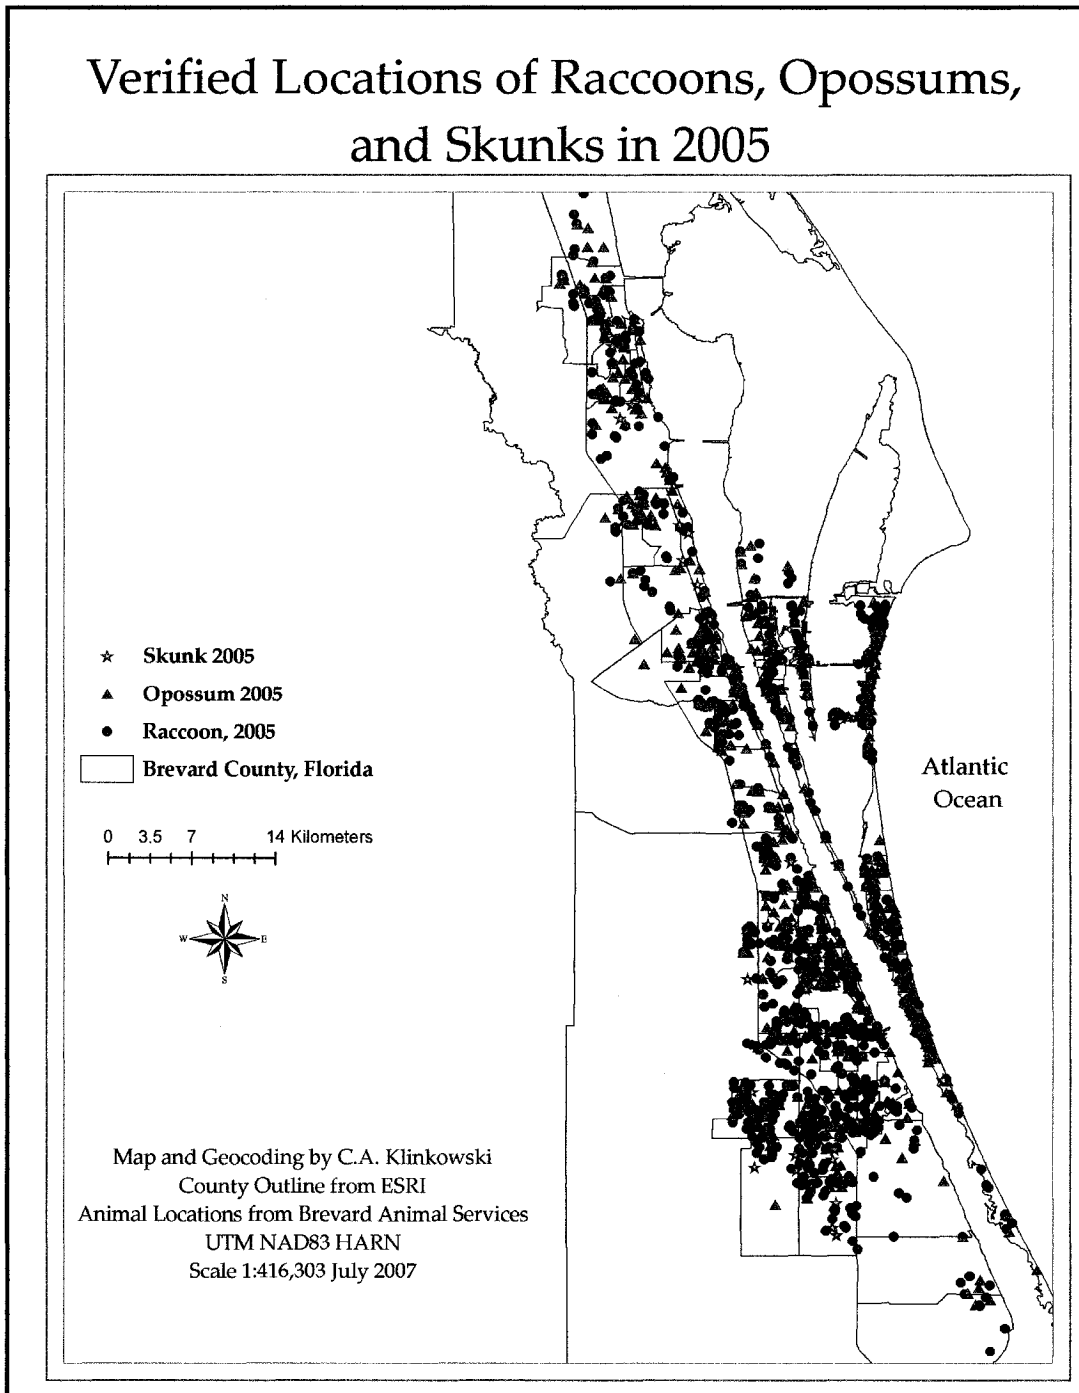 Verified Locations of Raccoons, Opossums,
and Skunks in 2005
Skunk 2005
Opossum 2005
Raccoon, 2005
Brevard County, Florida
0 3.5 7 14 Kilometers
N
W E
S
Atlantic
Ocean
Map and Geocoding by C.A. Klinkowski
County Outline from ESRI
Animal Locations from Brevard Animal Services
UTM NAD83 HARN
Scale 1:416,303 July 2007